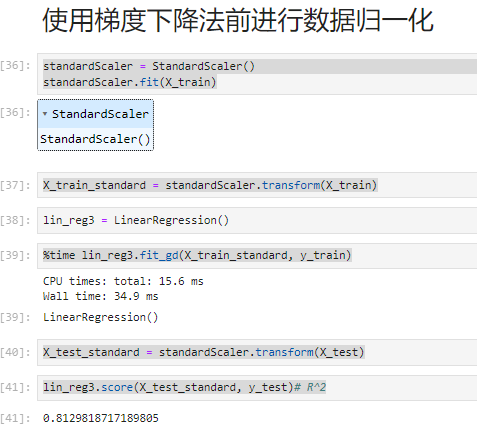 使用梯度下降法前进行数据归一化
[36]: standardScaler = StandardScaler()
standardScaler.fit(X_train)
[36]: ▾ StandardScaler
StandardScaler()
[37]: X_train_standard = standardScaler.transform(X_train)
[38]: lin_reg3 = LinearRegression()
[39]: %time lin_reg3.fit_gd(X_train_standard, y_train)
CPU times: total: 15.6 ms
Wall time: 34.9 ms
[39]: LinearRegression()
[40]: X_test_standard = standardScaler.transform(X_test)
[41]: lin_reg3.score(X_test_standard, y_test)# R^2
[41]: 0.8129818717189805